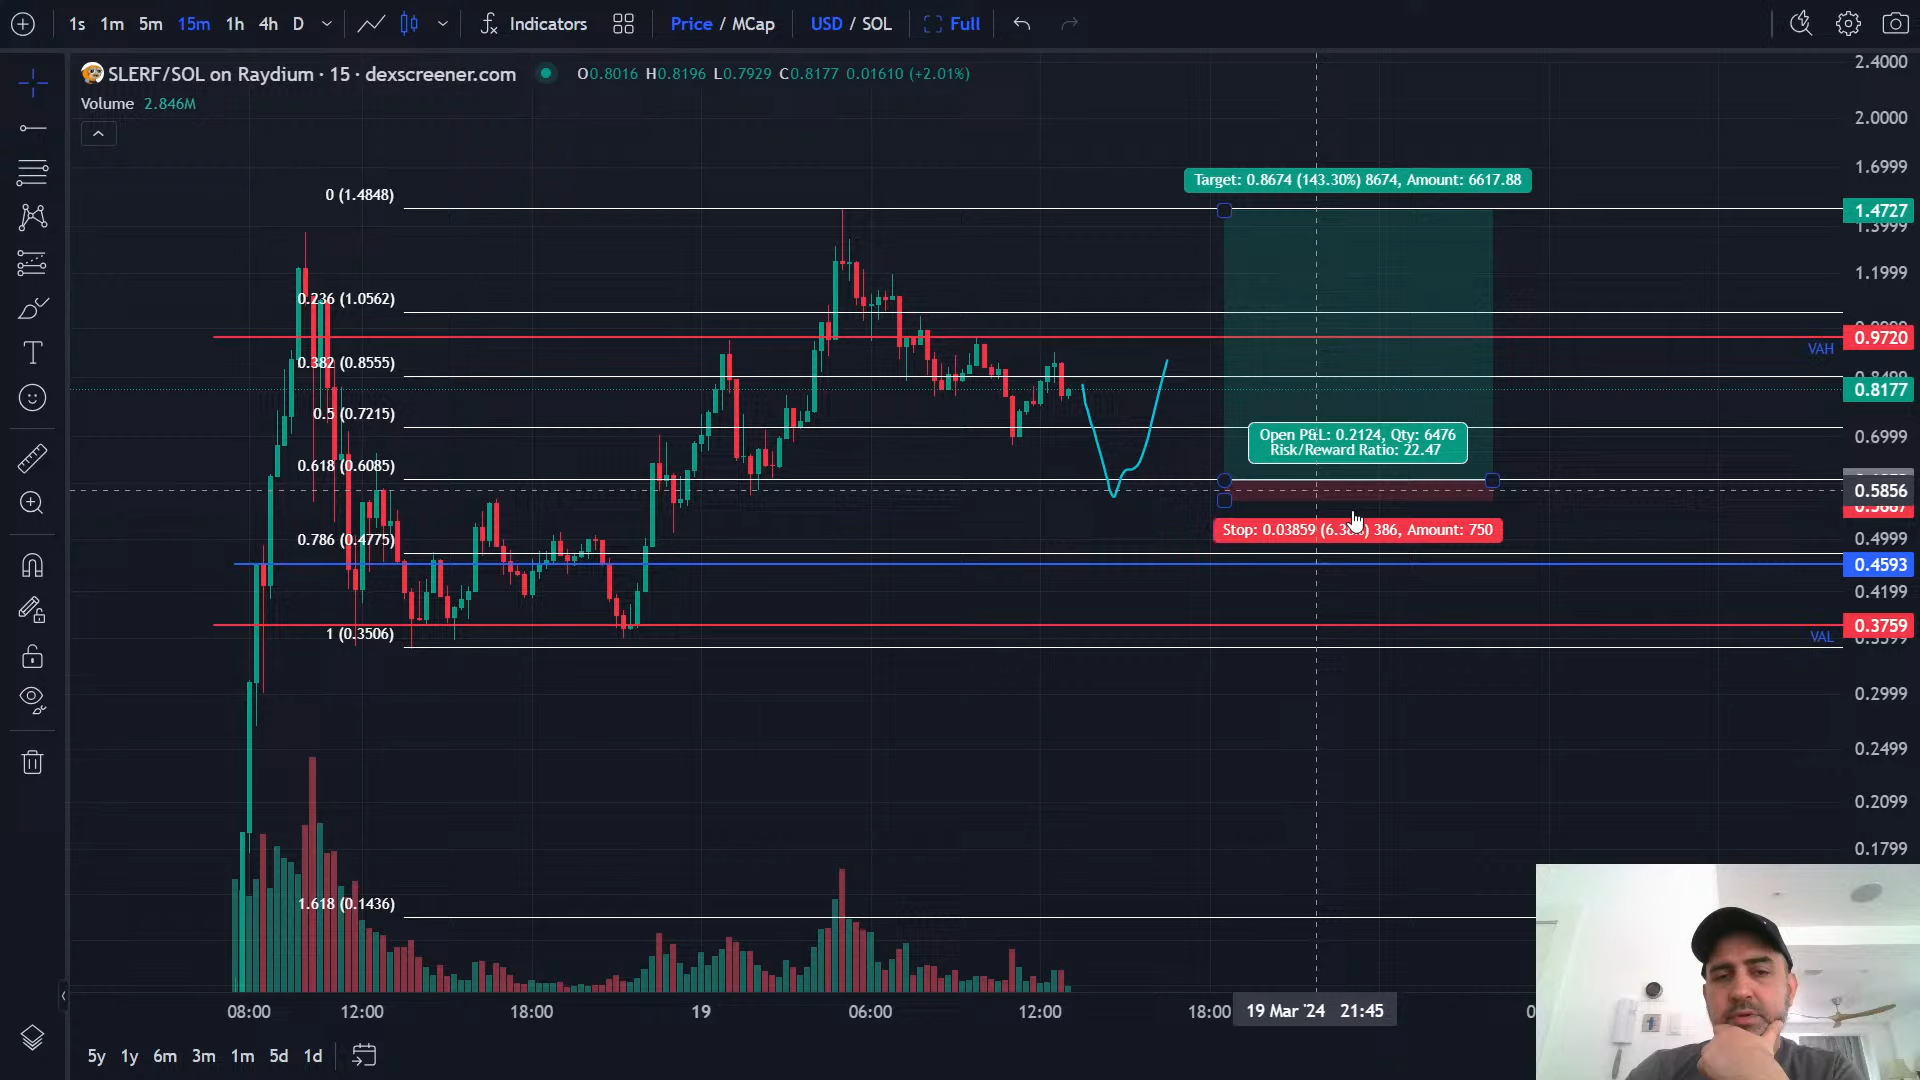 1s 1m 5m 15m 1h 4h D Indicators Price / MCap USD / SOL Full
SLERF/SOL on Raydium · 15 · dexscreener.com O0.8016 H0.8196 L0.7929 C0.8177 0.01610 (+2.01%)
Volume 2.846M
2.4000
2.0000
1.6999
Target: 0.8674 (143.30%) 8674, Amount: 6617.88
0 (1.4848)
1.4727
1.3999
1.1999
0.236 (1.0562)
0.9720
VAH
0.382 (0.8555)
0.8177
0.5 (0.7215)
Open P&L: 0.2124, Qty: 6476
Risk/Reward Ratio: 22.47
0.6999
0.618 (0.6085)
0.5856
Stop: 0.03859 (6.38%) 386, Amount: 750
0.786 (0.4775)
0.4999
0.4593
0.4199
0.3759
1 (0.3506)
VAL
0.2999
0.2499
0.2099
0.1799
1.618 (0.1436)
08:00 12:00 18:00 19 06:00 12:00 18:00 19 Mar '24 21:45
5y 1y 6m 3m 1m 5d 1d